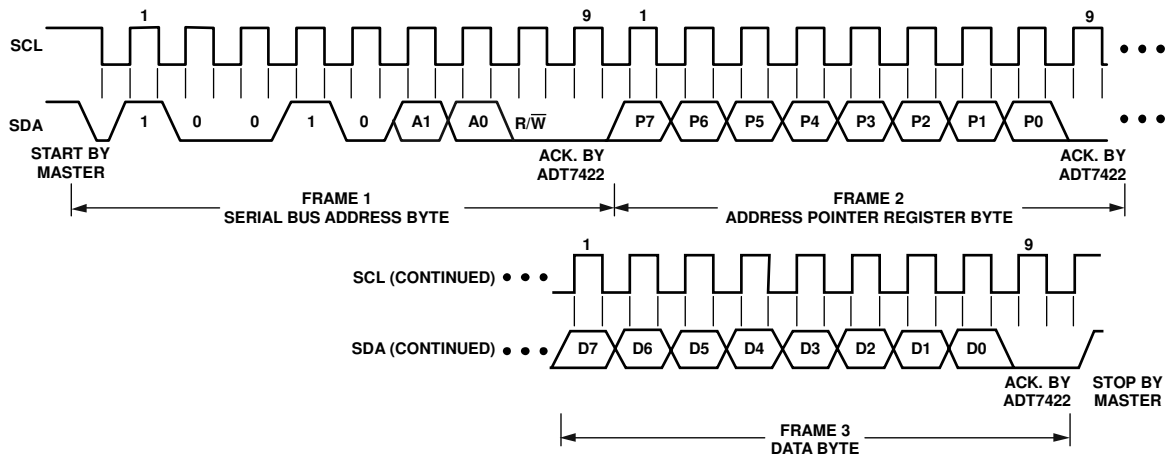 1 9 1 9
SCL
SDA 1 0 0 1 0 A1 A0 R/W̅ P7 P6 P5 P4 P3 P2 P1 P0
START BY
MASTER
ACK. BY
ADT7422
ACK. BY
ADT7422
FRAME 1
SERIAL BUS ADDRESS BYTE
FRAME 2
ADDRESS POINTER REGISTER BYTE
1 9
SCL (CONTINUED)
SDA (CONTINUED) D7 D6 D5 D4 D3 D2 D1 D0
ACK. BY
ADT7422
STOP BY
MASTER
FRAME 3
DATA BYTE